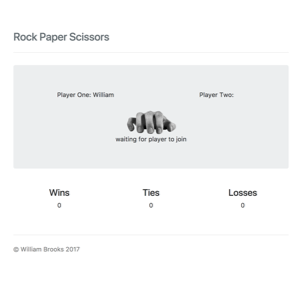 Rock Paper Scissors
Player One: William Player Two:
waiting for player to join
Wins Ties Losses
0 0 0
© William Brooks 2017